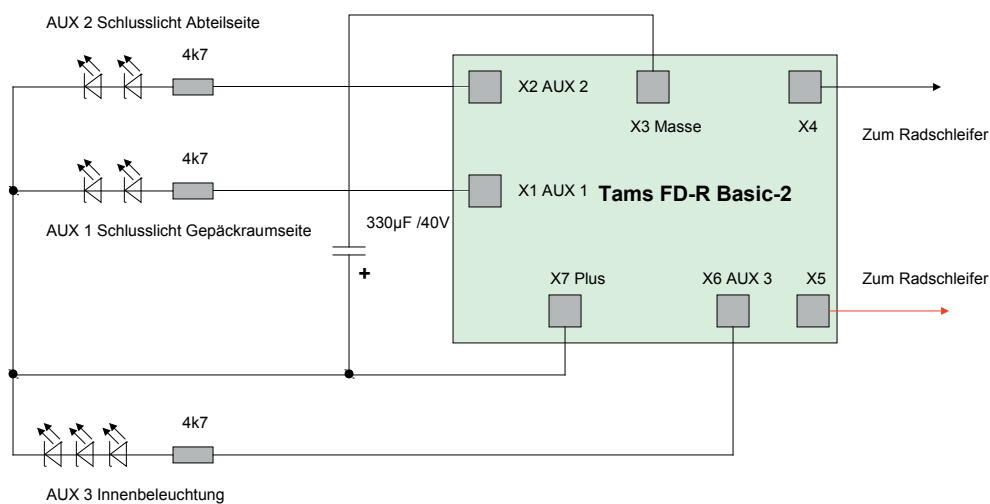 AUX 2 Schlusslicht Abteilseite
4k7
X2 AUX 2
X3 Masse
X4
Zum Radschleifer
4k7
X1 AUX 1
Tams FD-R Basic-2
AUX 1 Schlusslicht Gepäckraumseite
330µF /40V
+
X7 Plus
X6 AUX 3
X5
Zum Radschleifer
4k7
AUX 3 Innenbeleuchtung